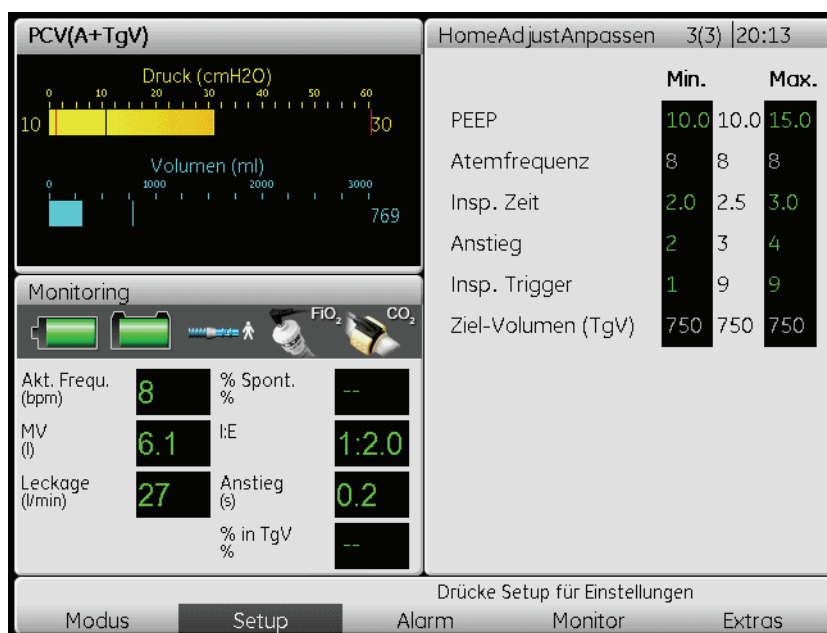 PCV(A+TgV)
Druck (cmH2O)
0 10 20 30 40 50 60
10 30
Volumen (ml)
0 1000 2000 3000
769
Monitoring
FiO2 CO2
Akt. Frequ. (bpm) 8 % Spont. % --
MV (l) 6.1 I:E 1:2.0
Leckage (l/min) 27 Anstieg (s) 0.2
% in TgV % --
HomeAdjustAnpassen 3(3) 20:13
Min. Max.
PEEP 10.0 10.0 15.0
Atemfrequenz 8 8 8
Insp. Zeit 2.0 2.5 3.0
Anstieg 2 3 4
Insp. Trigger 1 9 9
Ziel-Volumen (TgV) 750 750 750
Drücke Setup für Einstellungen
Modus Setup Alarm Monitor Extras